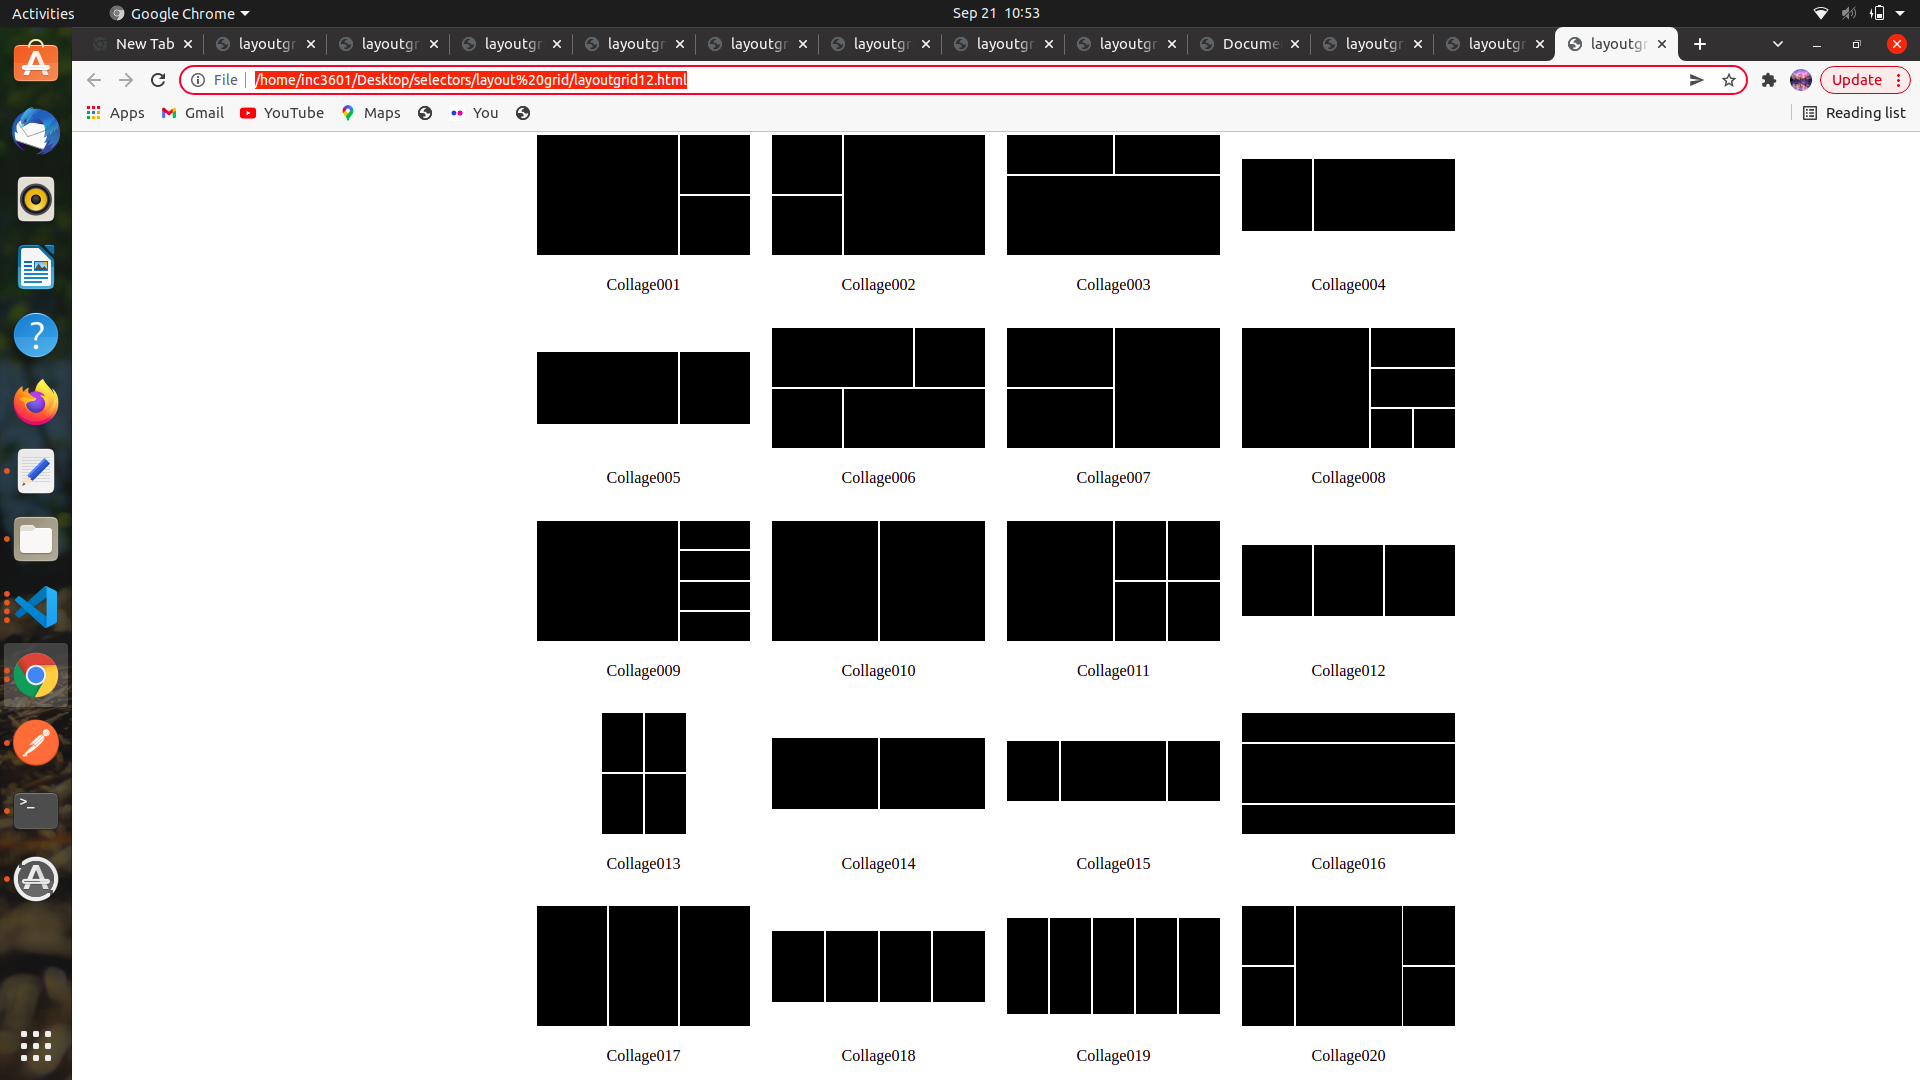 Activities Google Chrome Sep 21 10:53
New Tab layoutgr layoutgr layoutgr layoutgr layoutgr layoutgr layoutgr layoutgr Docume layoutgr layoutgr layoutgr
File /home/inc3601/Desktop/selectors/layout%20grid/layoutgrid12.html Update
Apps Gmail YouTube Maps You Reading list
Collage001 Collage002 Collage003 Collage004
Collage005 Collage006 Collage007 Collage008
Collage009 Collage010 Collage011 Collage012
Collage013 Collage014 Collage015 Collage016
Collage017 Collage018 Collage019 Collage020